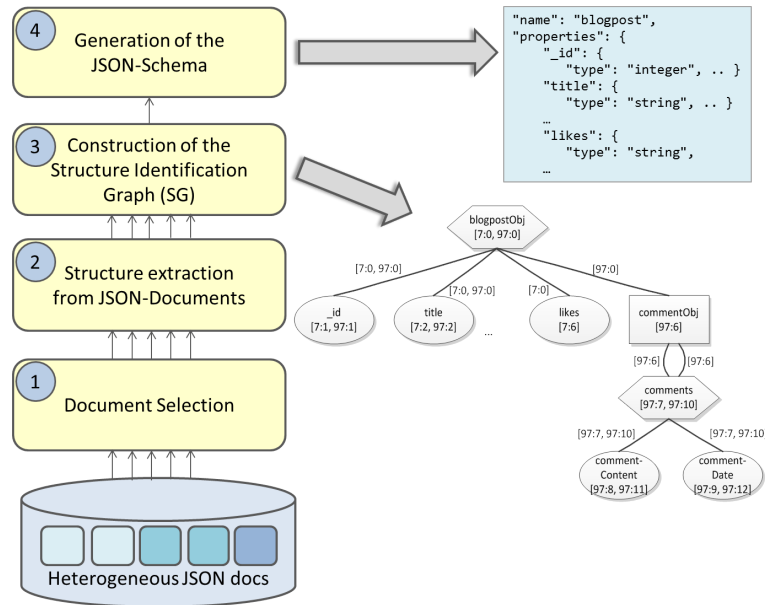 4
Generation of the
JSON-Schema
"name": "blogpost",
"properties": {
"_id": {
"type": "integer", .. }
"title": {
"type": "string", .. }
…
"likes": {
"type": "string",
…
3
Construction of the
Structure Identification
Graph (SG)
2
Structure extraction
from JSON-Documents
1
Document Selection
Heterogeneous JSON docs
blogpostObj
[7:0, 97:0]
[7:0, 97:0]
[7:0, 97:0]
[7:0]
[97:0]
_id
[7:1, 97:1]
title
[7:2, 97:2]
...
likes
[7:6]
commentObj
[97:6]
[97:6]
[97:6]
comments
[97:7, 97:10]
[97:7, 97:10]
[97:7, 97:10
comment-
Content
[97:8, 97:11]
comment-
Date
[97:9, 97:12]